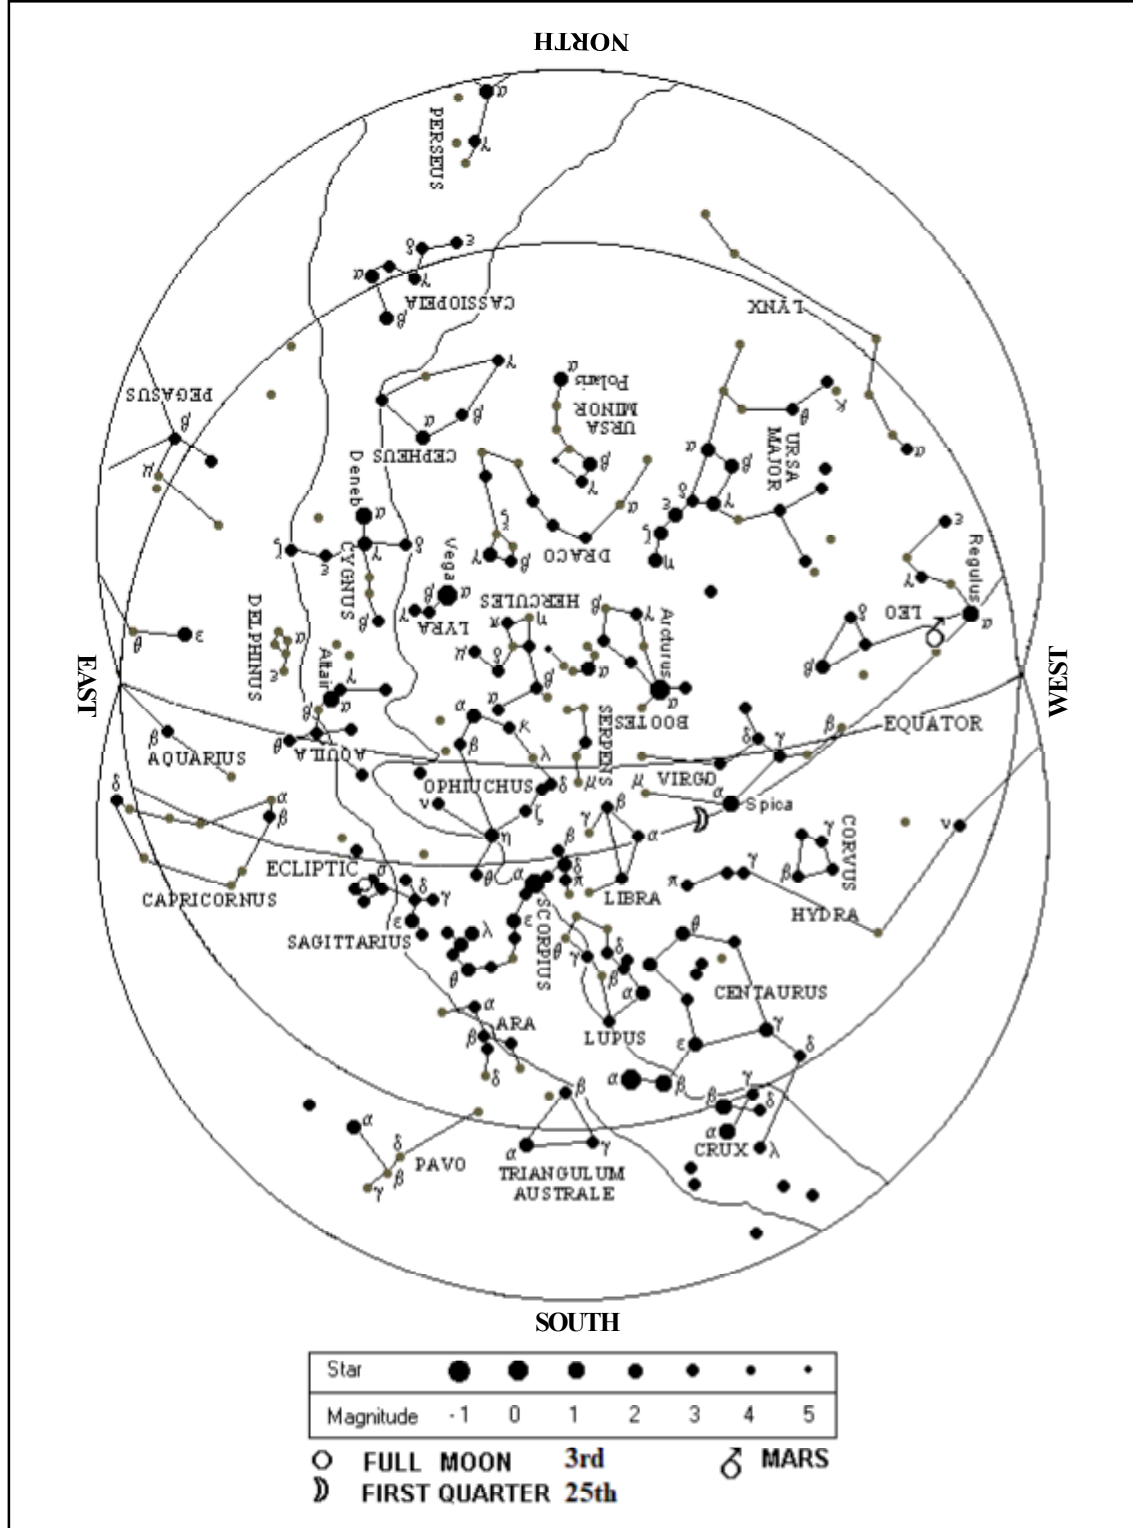 NORTH
α
PERSEUS
γ
δ ε
α γ
CASSIOPEIA
β
LYNX
γ
α
Polaris
PEGASUS
URSA
MINOR
κ
θ
β
α β
URSA
MAJOR
CEPHEUS
α
β
α
μ
β
γ
Deneb
α
δ γ
ε
α
ζ
ζ
ε
Regulus
ζ
ε
γ
δ
DRACO
η
CYGNUS
γ β
γ
Vega
α
β
γ
LYRA
HERCULES
β γ
LEO
δ
α
DELPHINUS
β
π η
Arcturus
θ ε
α
μ δ
ε
Altair
γ
α
β
α
β
EAST
WEST
α
β
α
BOOTES
κ
SERPENS
β
EQUATOR
β
θ
AQUILA
β
λ
δ γ
AQUARIUS
OPHIUCHUS δ
μ
VIRGO
μ
α
Spica
δ
α
β
ν
ζ
β
γ
α
γ
CORVUS
ν
η
β
ECLIPTIC
σ
θ
α
δ
π
γ
β
CAPRICORNUS
δ γ
LIBRA
HYDRA
SAGITTARIUS
ε
λ
ε
SCORPIUS
θ
δ
θ
γ
θ
β
α
CENTAURUS
α
ARA
β
LUPUS
γ
ε
δ
δ
α β
β
γ
α
δ
β
δ
PAVO
α γ
α
CRUX λ
β
γ
TRIANGULUM
AUSTRALE
SOUTH
Star
Magnitude -1 0 1 2 3 4 5
FULL MOON 3rd MARS
FIRST QUARTER 25th